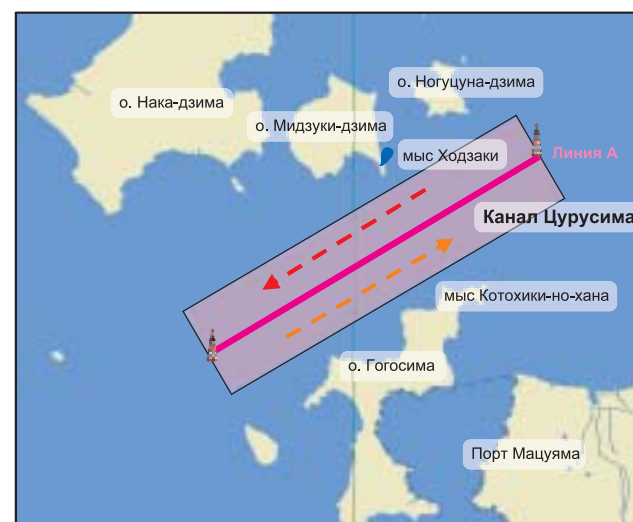 о. Ногуцуна-дзима
о. Нака-дзима
о. Мидзуки-дзима
мыс Ходзаки
Линия А
Канал Цурусима
мыс Котохики-но-хана
о. Гогосима
Порт Мацуяма